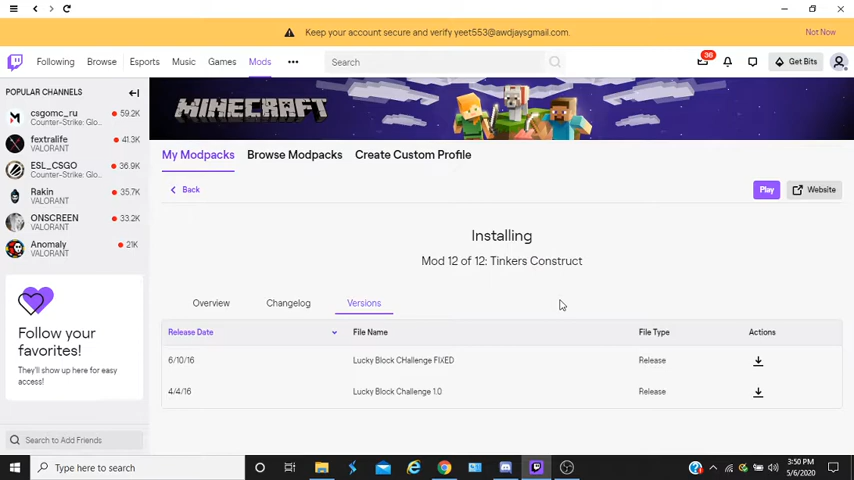 Keep your account secure and verify yeet553@awdjaysgmail.com.
Not Now
Following
Browse
Esports
Music
Games
Mods
Search
36
Get Bits
POPULAR CHANNELS
csgomc_ru
59.2K
Counter-Strike: Glo...
fextralife
41.3K
VALORANT
ESL_CSGO
36.9K
Counter-Strike: Glo...
Rakin
35.7K
VALORANT
ONSCREEN
33.2K
VALORANT
Anomaly
21K
VALORANT
Follow your
favorites!
They'll show up here for easy
access!
Search to Add Friends
MINECRAFT
My Modpacks
Browse Modpacks
Create Custom Profile
Back
Play
Website
Installing
Mod 12 of 12: Tinkers Construct
Overview
Changelog
Versions
Release Date
File Name
File Type
Actions
6/10/16
Lucky Block CHallenge FIXED
Release
4/4/16
Lucky Block Challenge 1.0
Release
Type here to search
3:50 PM
5/6/2020